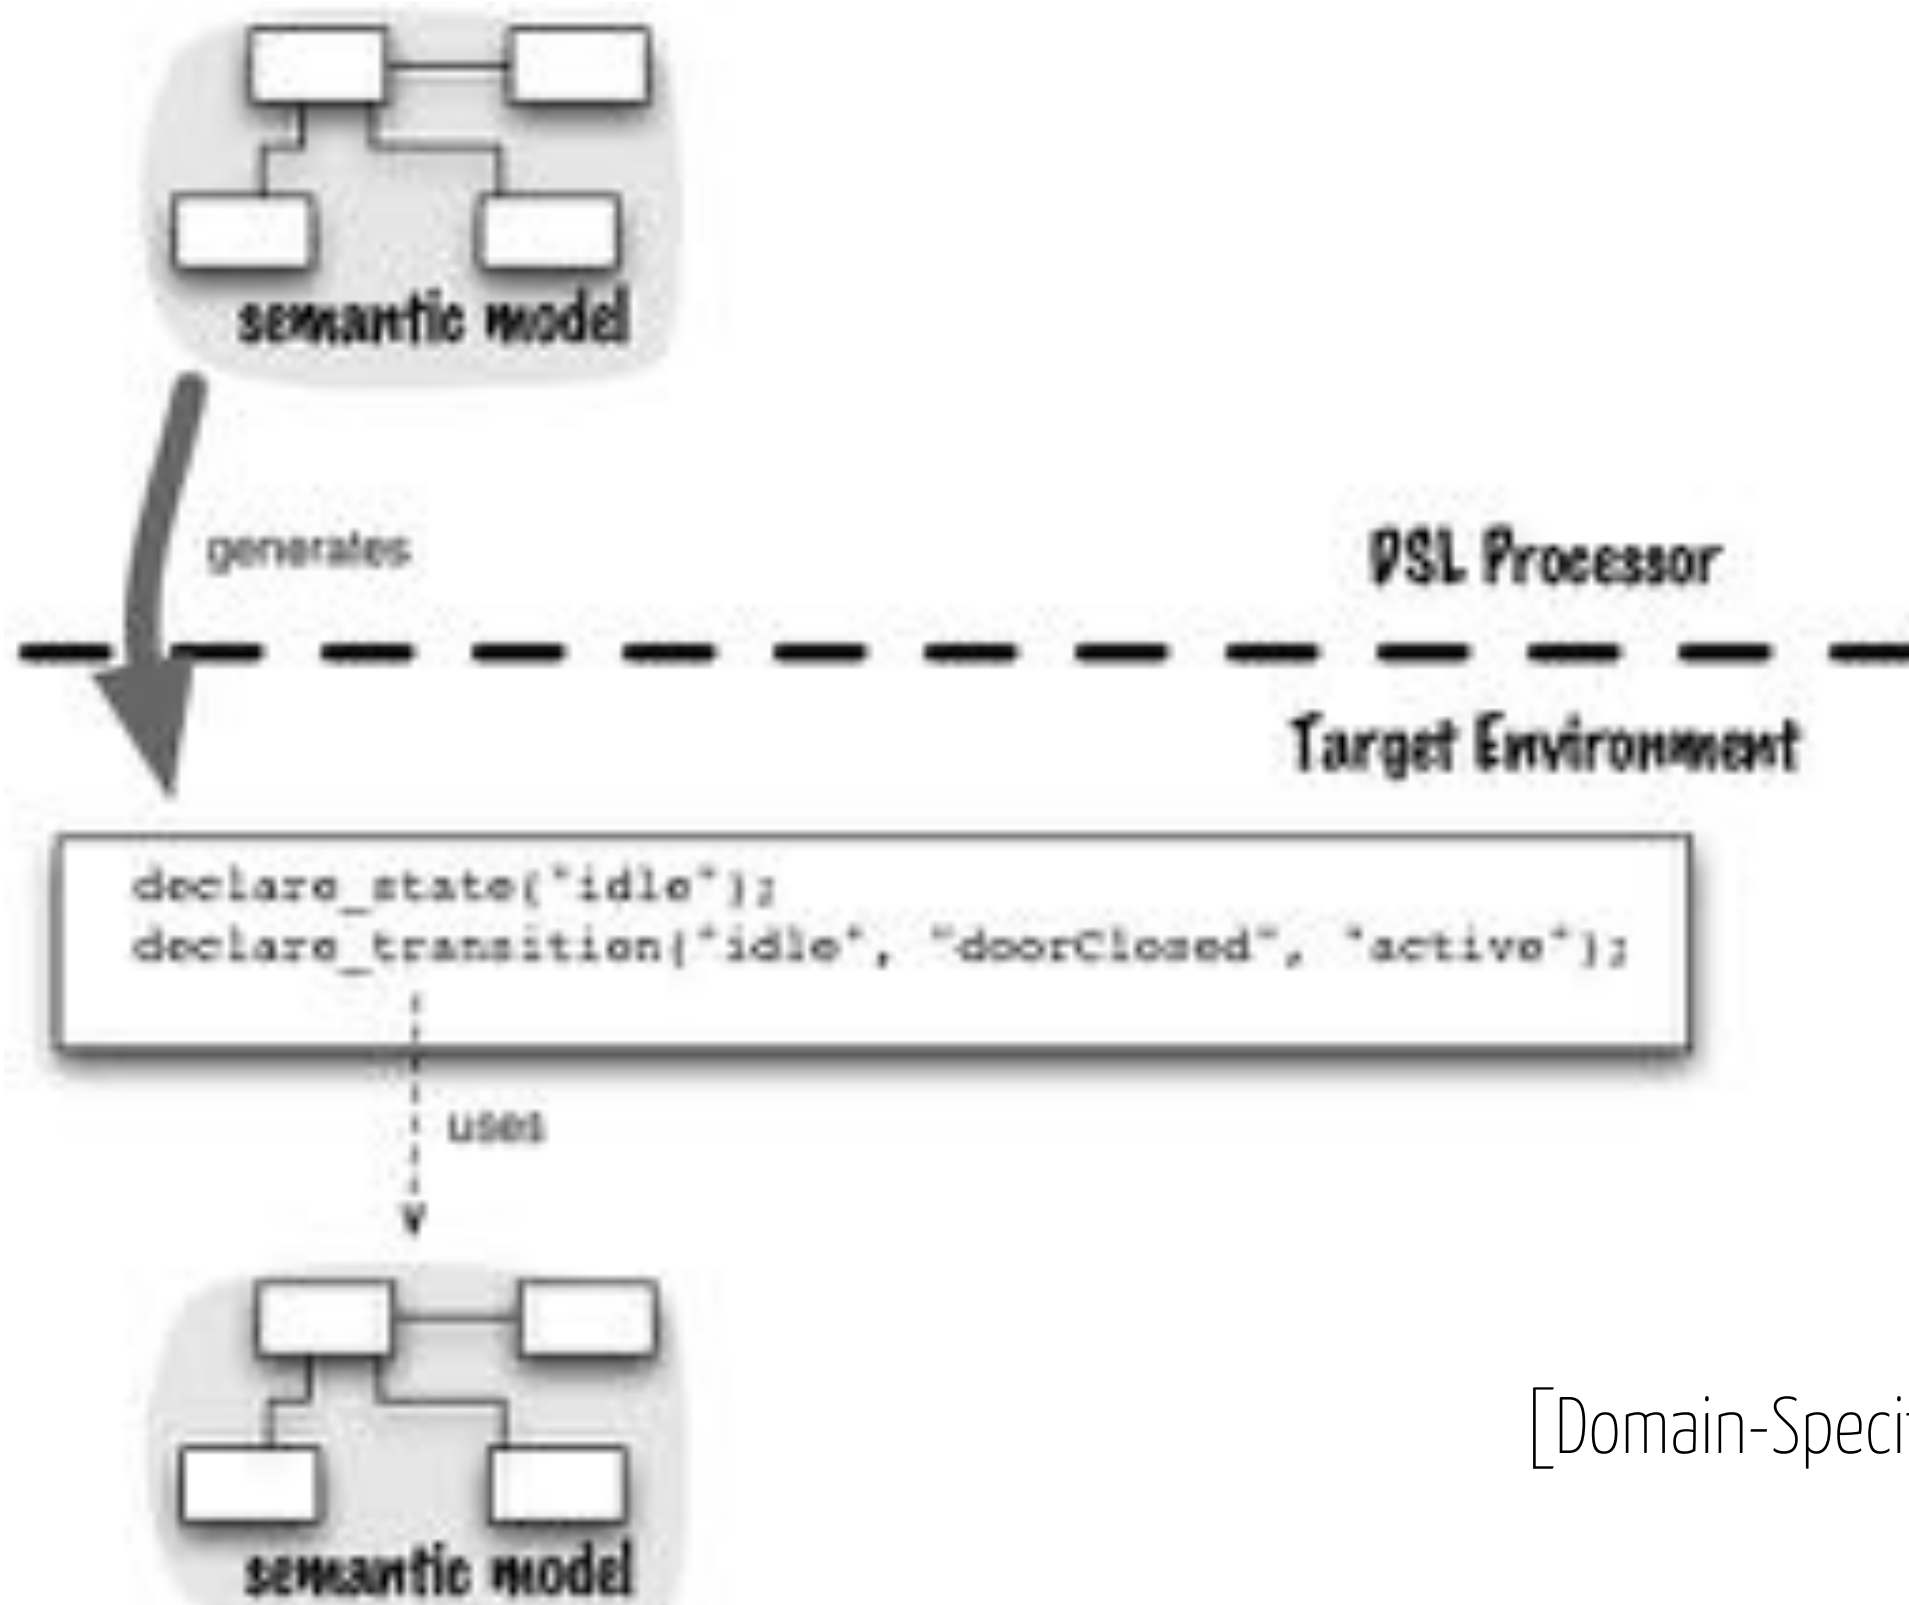 semantic model
generates
DSL Processor
Target Environment
declare_state("idle");
declare_transition("idle", "doorClosed", "active");
uses
[Domain-Speci
semantic model